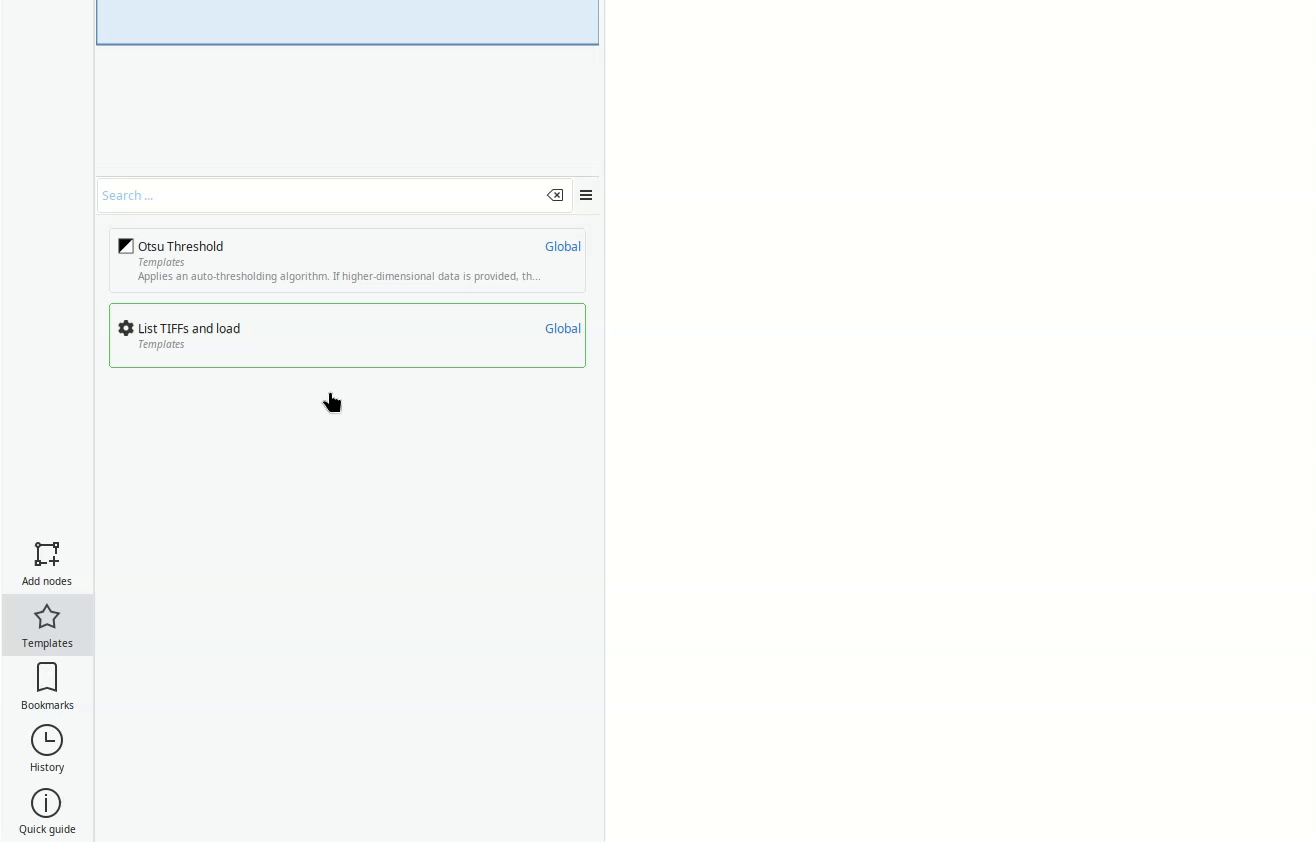 Search ...
Otsu Threshold
Global
Templates
Applies an auto-thresholding algorithm. If higher-dimensional data is provided, th...
List TIFFs and load
Global
Templates
Add nodes
Templates
Bookmarks
History
Quick guide